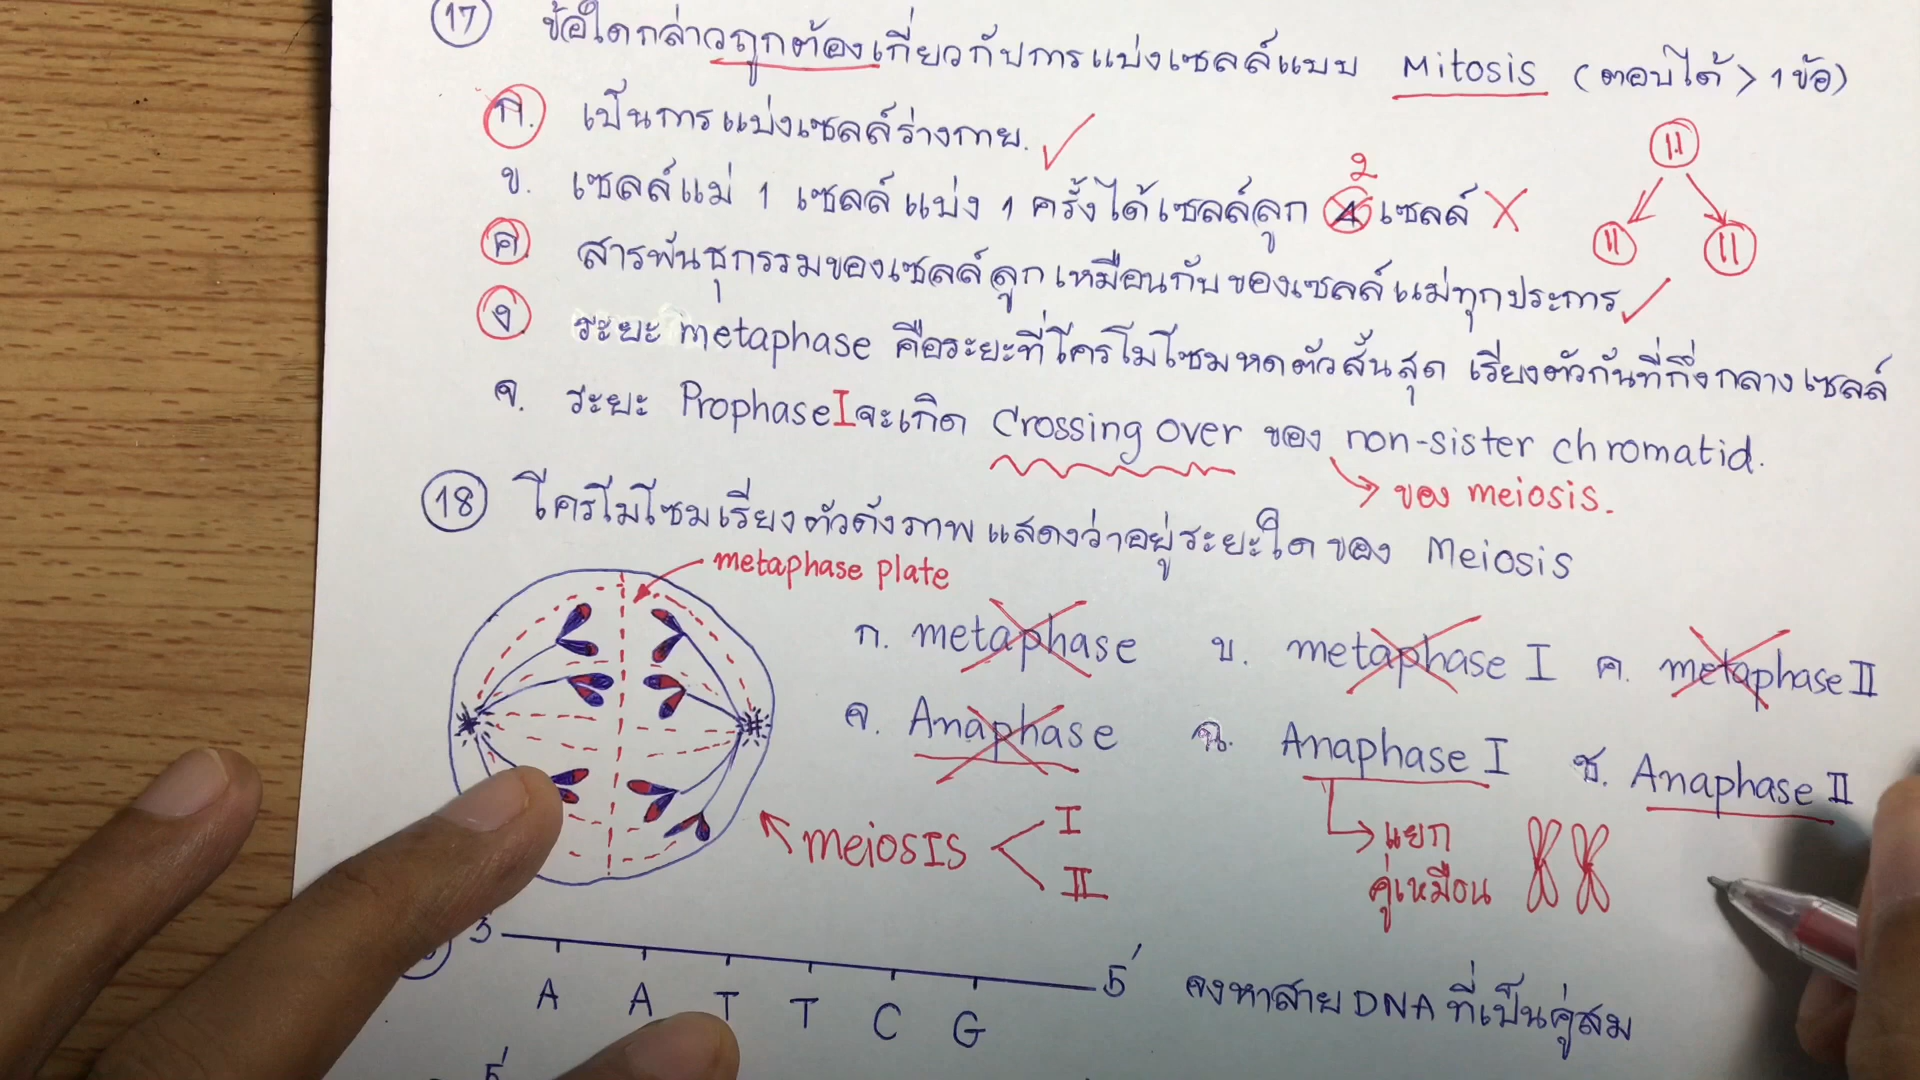 17 ข้อใดกล่าวถูกต้องเกี่ยวกับการแบ่งเซลล์แบบ Mitosis (ตอบได้ > 1 ข้อ)
ก. เป็นการแบ่งเซลล์ร่างกาย.
ข. เซลล์แม่ 1 เซลล์ แบ่ง 1 ครั้งได้เซลล์ลูก 4 เซลล์
2
ค. สารพันธุกรรมของเซลล์ลูกเหมือนกับของเซลล์แม่ทุกประการ
ง. ระยะ metaphase คือระยะที่โครโมโซมหดตัวสั้นสุด เรียงตัวกันที่กึ่งกลางเซลล์
จ. ระยะ Prophase I จะเกิด Crossing over ของ non-sister chromatid.
ของ meiosis.
18 โครโมโซมเรียงตัวดังภาพแสดงว่าอยู่ระยะใดของ Meiosis
metaphase plate
ก. metaphase ข. metaphase I ค. metaphase II
จ. Anaphase ฉ. Anaphase I ช. Anaphase II
meiosis I
II
แยก
คู่เหมือน
3 5' จงหาสาย DNA ที่เป็นคู่สม
A A T T C G
5'